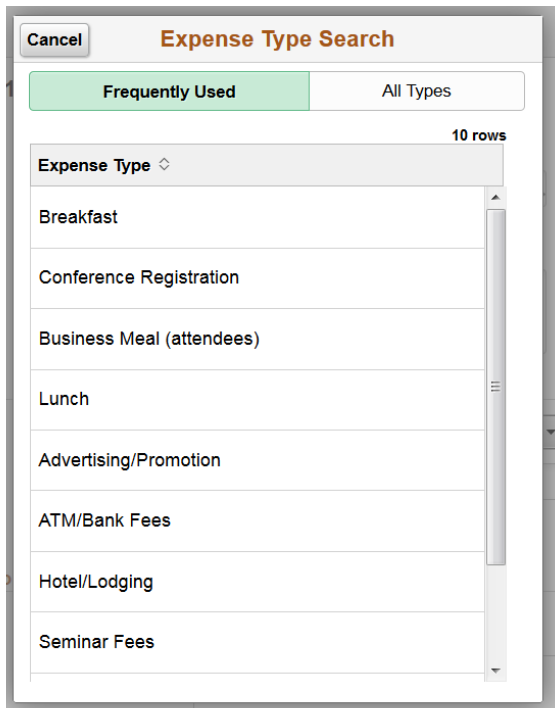 Cancel Expense Type Search
Frequently Used All Types
10 rows
Expense Type
Breakfast
Conference Registration
Business Meal (attendees)
Lunch
Advertising/Promotion
ATM/Bank Fees
Hotel/Lodging
Seminar Fees